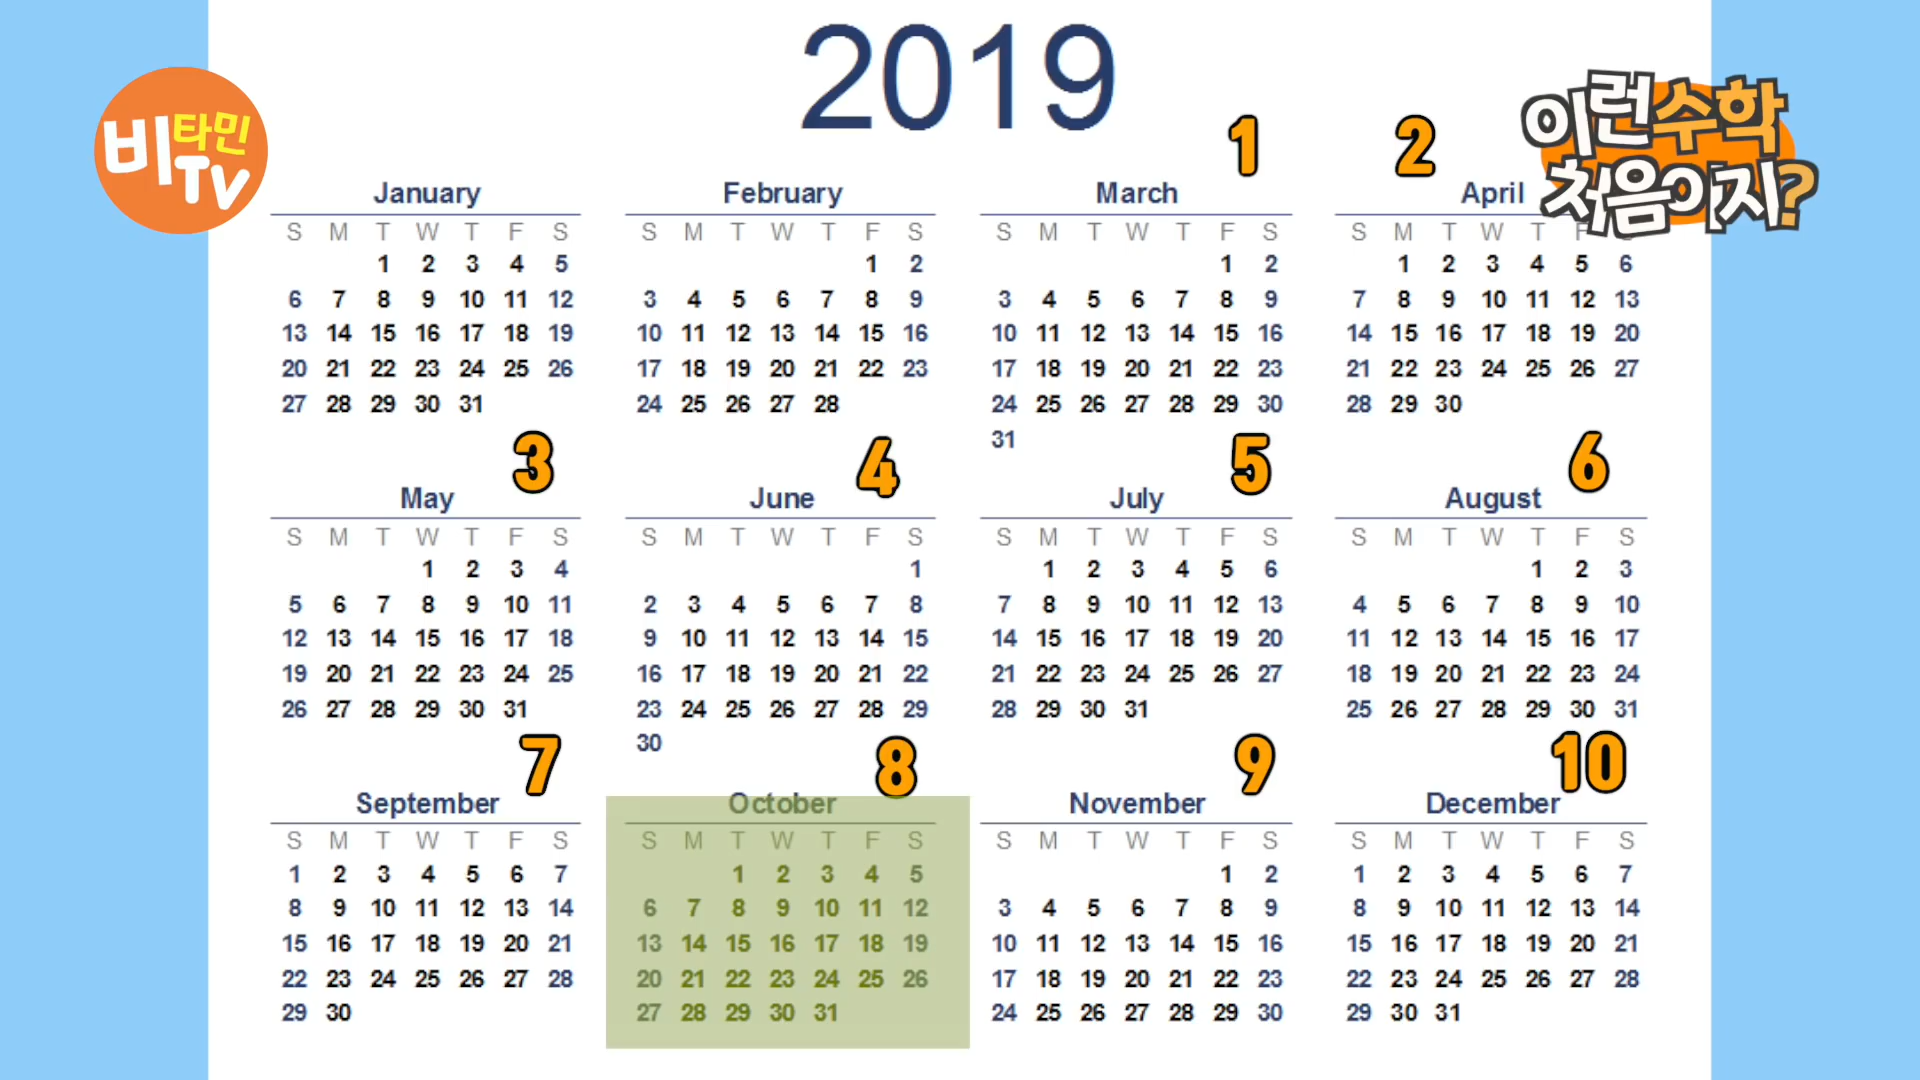 2019
비타민
TV
이런수학
처음이지?
1 2
January February March April
S M T W T F S S M T W T F S S M T W T F S S M T W T F S
1 2 3 4 5 1 2 1 2 1 2 3 4 5 6
6 7 8 9 10 11 12 3 4 5 6 7 8 9 3 4 5 6 7 8 9 7 8 9 10 11 12 13
13 14 15 16 17 18 19 10 11 12 13 14 15 16 10 11 12 13 14 15 16 14 15 16 17 18 19 20
20 21 22 23 24 25 26 17 18 19 20 21 22 23 17 18 19 20 21 22 23 21 22 23 24 25 26 27
27 28 29 30 31 24 25 26 27 28 24 25 26 27 28 29 30 28 29 30
31
3 4 5 6
May June July August
S M T W T F S S M T W T F S S M T W T F S S M T W T F S
1 2 3 4 1 1 2 3 4 5 6 1 2 3
5 6 7 8 9 10 11 2 3 4 5 6 7 8 7 8 9 10 11 12 13 4 5 6 7 8 9 10
12 13 14 15 16 17 18 9 10 11 12 13 14 15 14 15 16 17 18 19 20 11 12 13 14 15 16 17
19 20 21 22 23 24 25 16 17 18 19 20 21 22 21 22 23 24 25 26 27 18 19 20 21 22 23 24
26 27 28 29 30 31 23 24 25 26 27 28 29 28 29 30 31 25 26 27 28 29 30 31
30
7 8 9 10
September October November December
S M T W T F S S M T W T F S S M T W T F S S M T W T F S
1 2 3 4 5 6 7 1 2 3 4 5 1 2 1 2 3 4 5 6 7
8 9 10 11 12 13 14 6 7 8 9 10 11 12 3 4 5 6 7 8 9 8 9 10 11 12 13 14
15 16 17 18 19 20 21 13 14 15 16 17 18 19 10 11 12 13 14 15 16 15 16 17 18 19 20 21
22 23 24 25 26 27 28 20 21 22 23 24 25 26 17 18 19 20 21 22 23 22 23 24 25 26 27 28
29 30 27 28 29 30 31 24 25 26 27 28 29 30 29 30 31